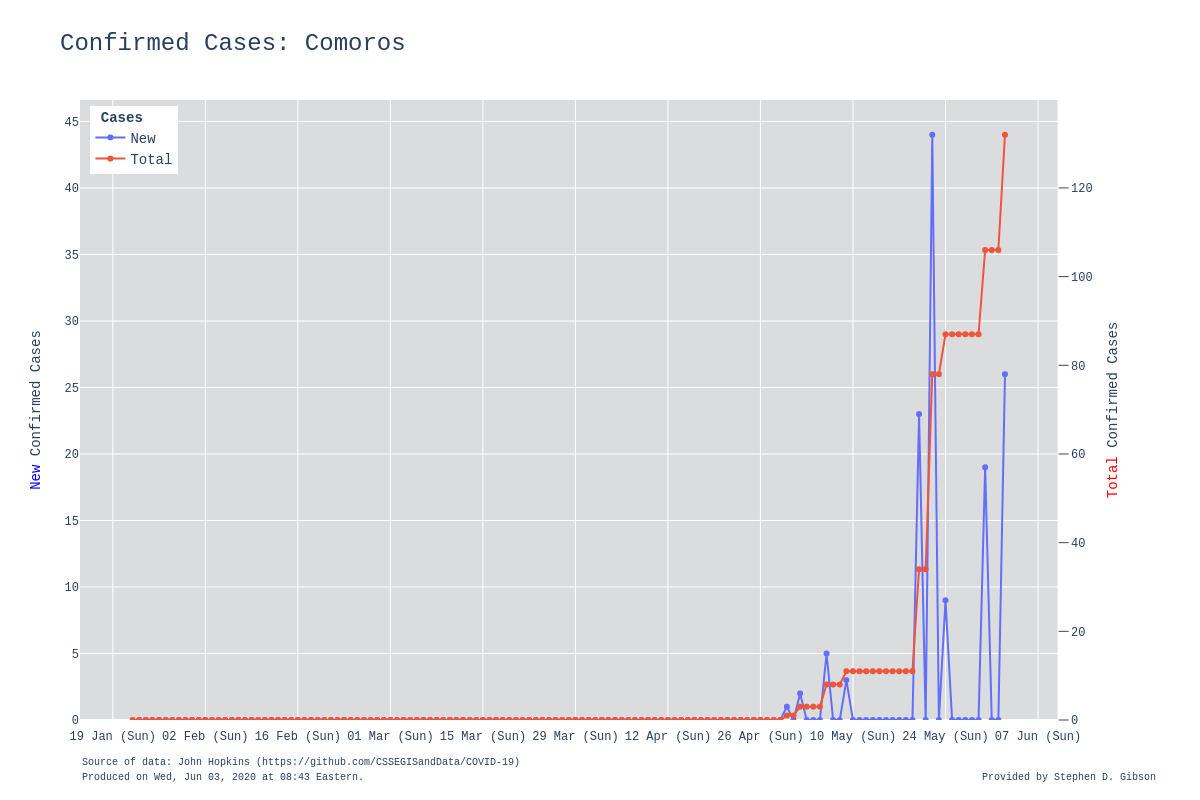 Confirmed Cases: Comoros
Cases
New
Total
45
40
35
30
25
20
15
10
5
0
120
100
80
60
40
20
0
New Confirmed Cases
Total Confirmed Cases
19 Jan (Sun) 02 Feb (Sun) 16 Feb (Sun) 01 Mar (Sun) 15 Mar (Sun) 29 Mar (Sun) 12 Apr (Sun) 26 Apr (Sun) 10 May (Sun) 24 May (Sun) 07 Jun (Sun)
Source of data: John Hopkins (https://github.com/CSSEGISandData/COVID-19)
Produced on Wed, Jun 03, 2020 at 08:43 Eastern.
Provided by Stephen D. Gibson